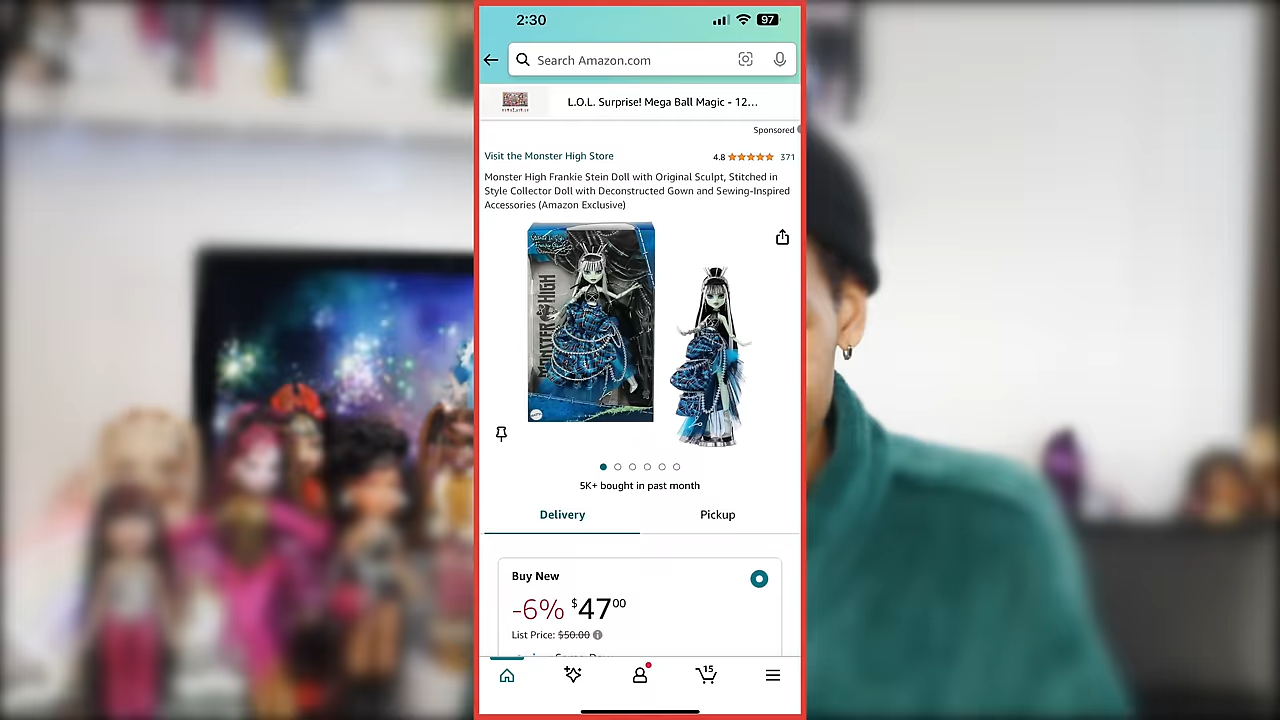 2:30
97
Search Amazon.com
L.O.L. Surprise! Mega Ball Magic - 12...
Sponsored
Visit the Monster High Store
4.8
371
Monster High Frankie Stein Doll with Original Sculpt, Stitched in
Style Collector Doll with Deconstructed Gown and Sewing-Inspired
Accessories (Amazon Exclusive)
MONSTER HIGH
5K+ bought in past month
Delivery
Pickup
Buy New
-6% $4700
List Price: $50.00
15